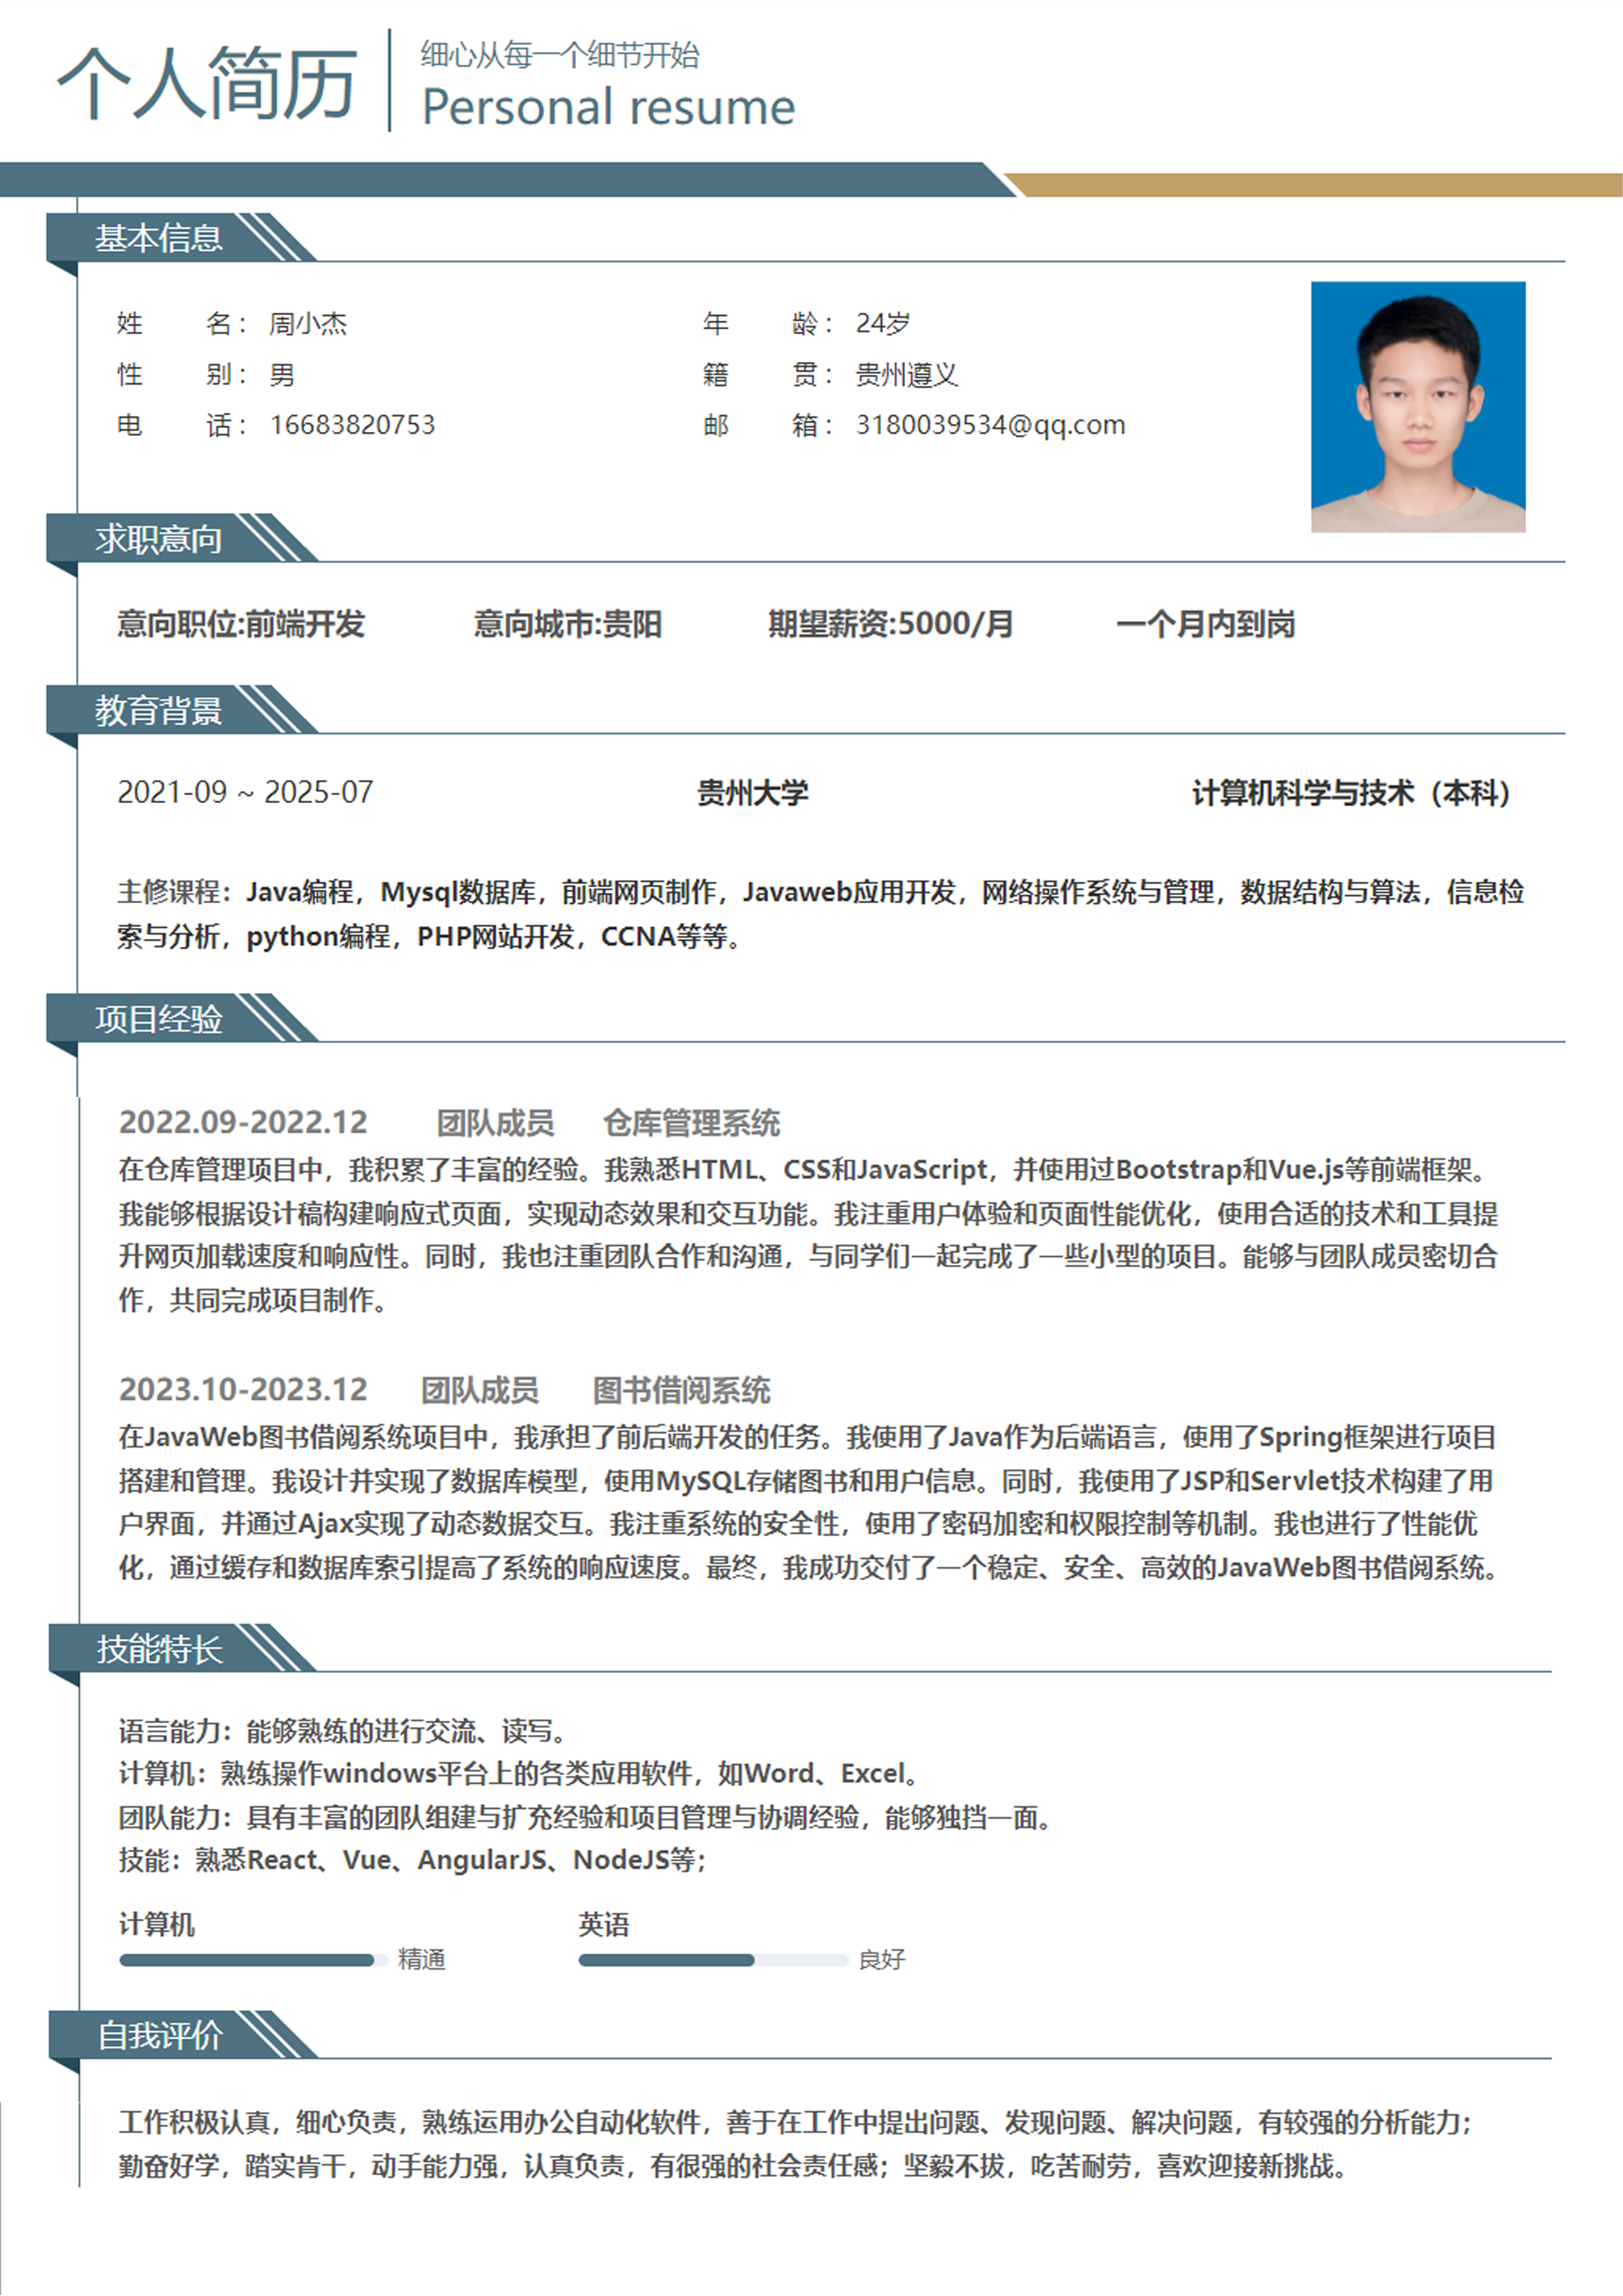 个人简历
细心从每一个细节开始
Personal resume
基本信息
姓 名： 周小杰 年 龄： 24岁
性 别： 男 籍 贯： 贵州遵义
电 话： 16683820753 邮 箱： 3180039534@qq.com
求职意向
意向职位:前端开发 意向城市:贵阳 期望薪资:5000/月 一个月内到岗
教育背景
2021-09 ~ 2025-07 贵州大学 计算机科学与技术（本科）
主修课程：Java编程，Mysql数据库，前端网页制作，Javaweb应用开发，网络操作系统与管理，数据结构与算法，信息检
索与分析，python编程，PHP网站开发，CCNA等等。
项目经验
2022.09-2022.12 团队成员 仓库管理系统
在仓库管理项目中，我积累了丰富的经验。我熟悉HTML、CSS和JavaScript，并使用过Bootstrap和Vue.js等前端框架。
我能够根据设计稿构建响应式页面，实现动态效果和交互功能。我注重用户体验和页面性能优化，使用合适的技术和工具提
升网页加载速度和响应性。同时，我也注重团队合作和沟通，与同学们一起完成了一些小型的项目。能够与团队成员密切合
作，共同完成项目制作。
2023.10-2023.12 团队成员 图书借阅系统
在JavaWeb图书借阅系统项目中，我承担了前后端开发的任务。我使用了Java作为后端语言，使用了Spring框架进行项目
搭建和管理。我设计并实现了数据库模型，使用MySQL存储图书和用户信息。同时，我使用了JSP和Servlet技术构建了用
户界面，并通过Ajax实现了动态数据交互。我注重系统的安全性，使用了密码加密和权限控制等机制。我也进行了性能优
化，通过缓存和数据库索引提高了系统的响应速度。最终，我成功交付了一个稳定、安全、高效的JavaWeb图书借阅系统。
技能特长
语言能力：能够熟练的进行交流、读写。
计算机：熟练操作windows平台上的各类应用软件，如Word、Excel。
团队能力：具有丰富的团队组建与扩充经验和项目管理与协调经验，能够独挡一面。
技能：熟悉React、Vue、AngularJS、NodeJS等；
计算机 英语
精通 良好
自我评价
工作积极认真，细心负责，熟练运用办公自动化软件，善于在工作中提出问题、发现问题、解决问题，有较强的分析能力；
勤奋好学，踏实肯干，动手能力强，认真负责，有很强的社会责任感；坚毅不拔，吃苦耐劳，喜欢迎接新挑战。